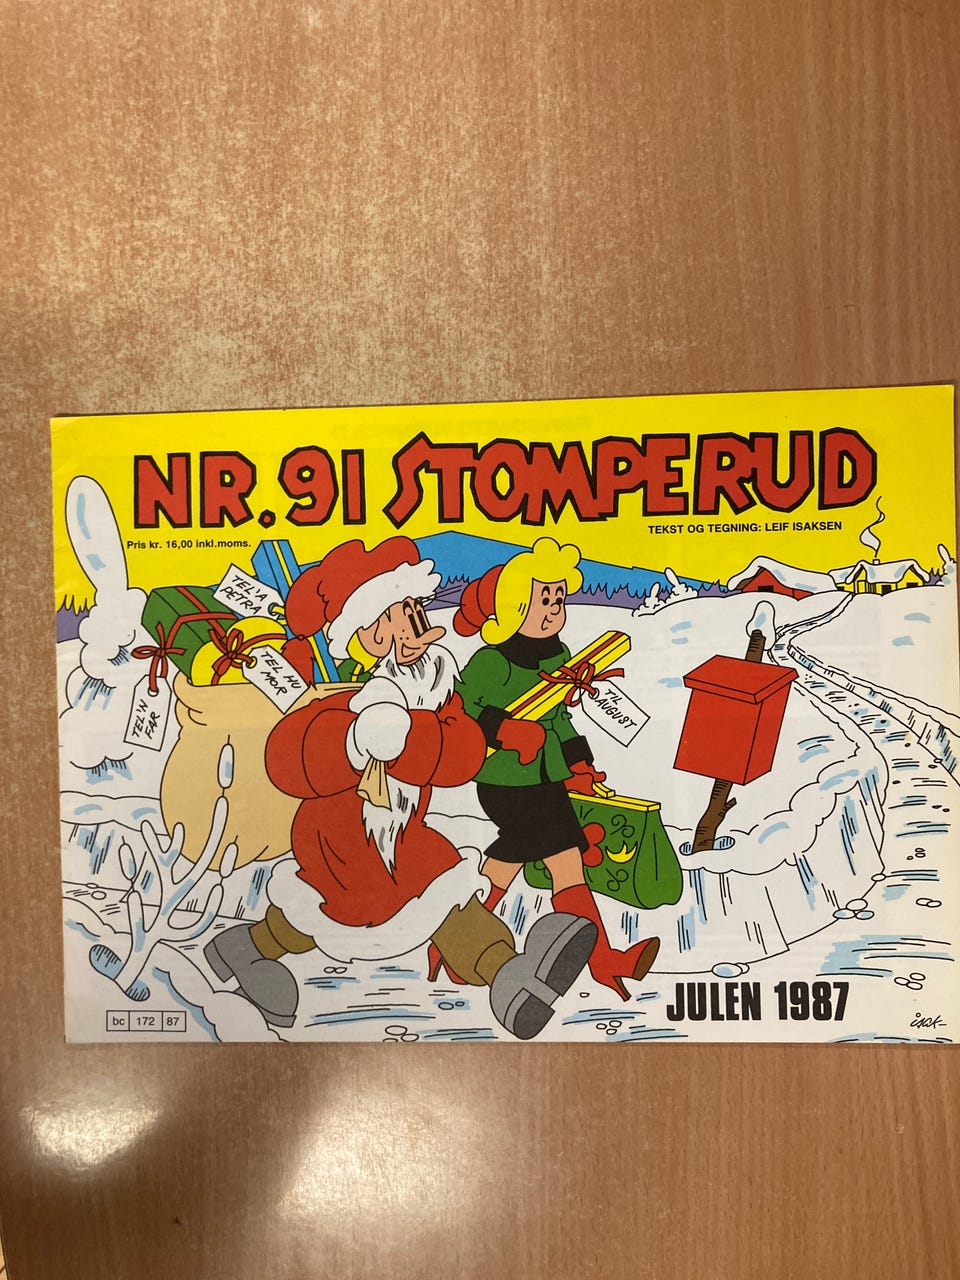 NR. 91 STOMPERUD
TEKST OG TEGNING: LEIF ISAKSEN
Pris kr. 16,00 inkl.moms.
TEL'A
PETRA
TEL HU
MOR
TEL'N
FAR
TIL
AUGUST
JULEN 1987
bc 172 87
isak-